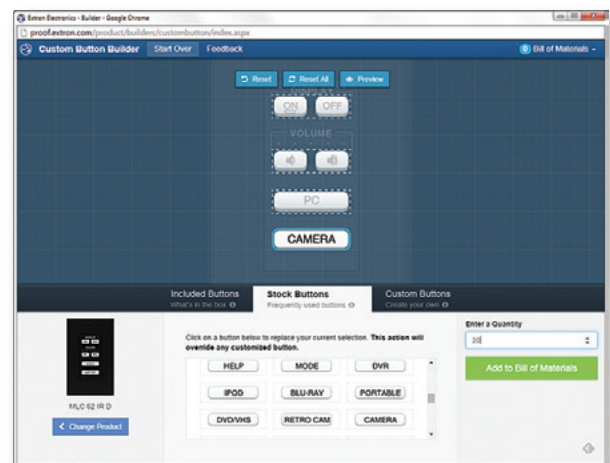 Extron Electronics - Builder - Google Chrome
proof.extron.com/product/builders/custombutton/index.aspx
Custom Button Builder Start Over Feedback 0 Bill of Materials
Reset Reset All Preview
DISPLAY
ON OFF
VOLUME
PC
CAMERA
Included Buttons Stock Buttons Custom Buttons
What's in the box Frequently used buttons Create your own
Enter a Quantity
Click on a button below to replace your current selection. This action will
override any customized button.
Add to Bill of Materials
HELP MODE DVR
IPOD BLU-RAY PORTABLE
DVD/VHS RETRO CAM CAMERA
MLC 62 IR D
Change Product